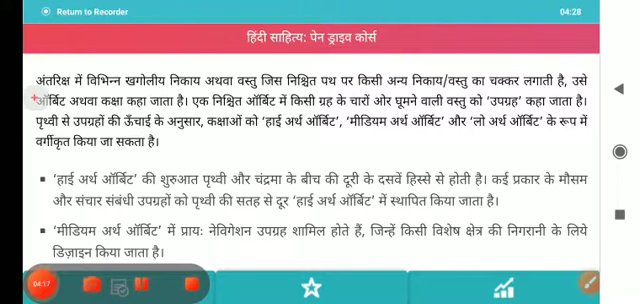 Return to Recorder
04:28
हिंदी साहित्य: पेन ड्राइव कोर्स
अंतरिक्ष में विभिन्न खगोलीय निकाय अथवा वस्तु जिस निश्चित पथ पर किसी अन्य निकाय/वस्तु का चक्कर लगाती है, उसे
ऑर्बिट अथवा कक्षा कहा जाता है। एक निश्चित ऑर्बिट में किसी ग्रह के चारों ओर घूमने वाली वस्तु को 'उपग्रह' कहा जाता है।
पृथ्वी से उपग्रहों की ऊँचाई के अनुसार, कक्षाओं को 'हाई अर्थ ऑर्बिट', 'मीडियम अर्थ ऑर्बिट' और 'लो अर्थ ऑर्बिट' के रूप में
वर्गीकृत किया जा सकता है।
▪ 'हाई अर्थ ऑर्बिट' की शुरुआत पृथ्वी और चंद्रमा के बीच की दूरी के दसवें हिस्से से होती है। कई प्रकार के मौसम
और संचार संबंधी उपग्रहों को पृथ्वी की सतह से दूर 'हाई अर्थ ऑर्बिट' में स्थापित किया जाता है।
▪ 'मीडियम अर्थ ऑर्बिट' में प्रायः नेविगेशन उपग्रह शामिल होते हैं, जिन्हें किसी विशेष क्षेत्र की निगरानी के लिये
डिज़ाइन किया जाता है।
04:17